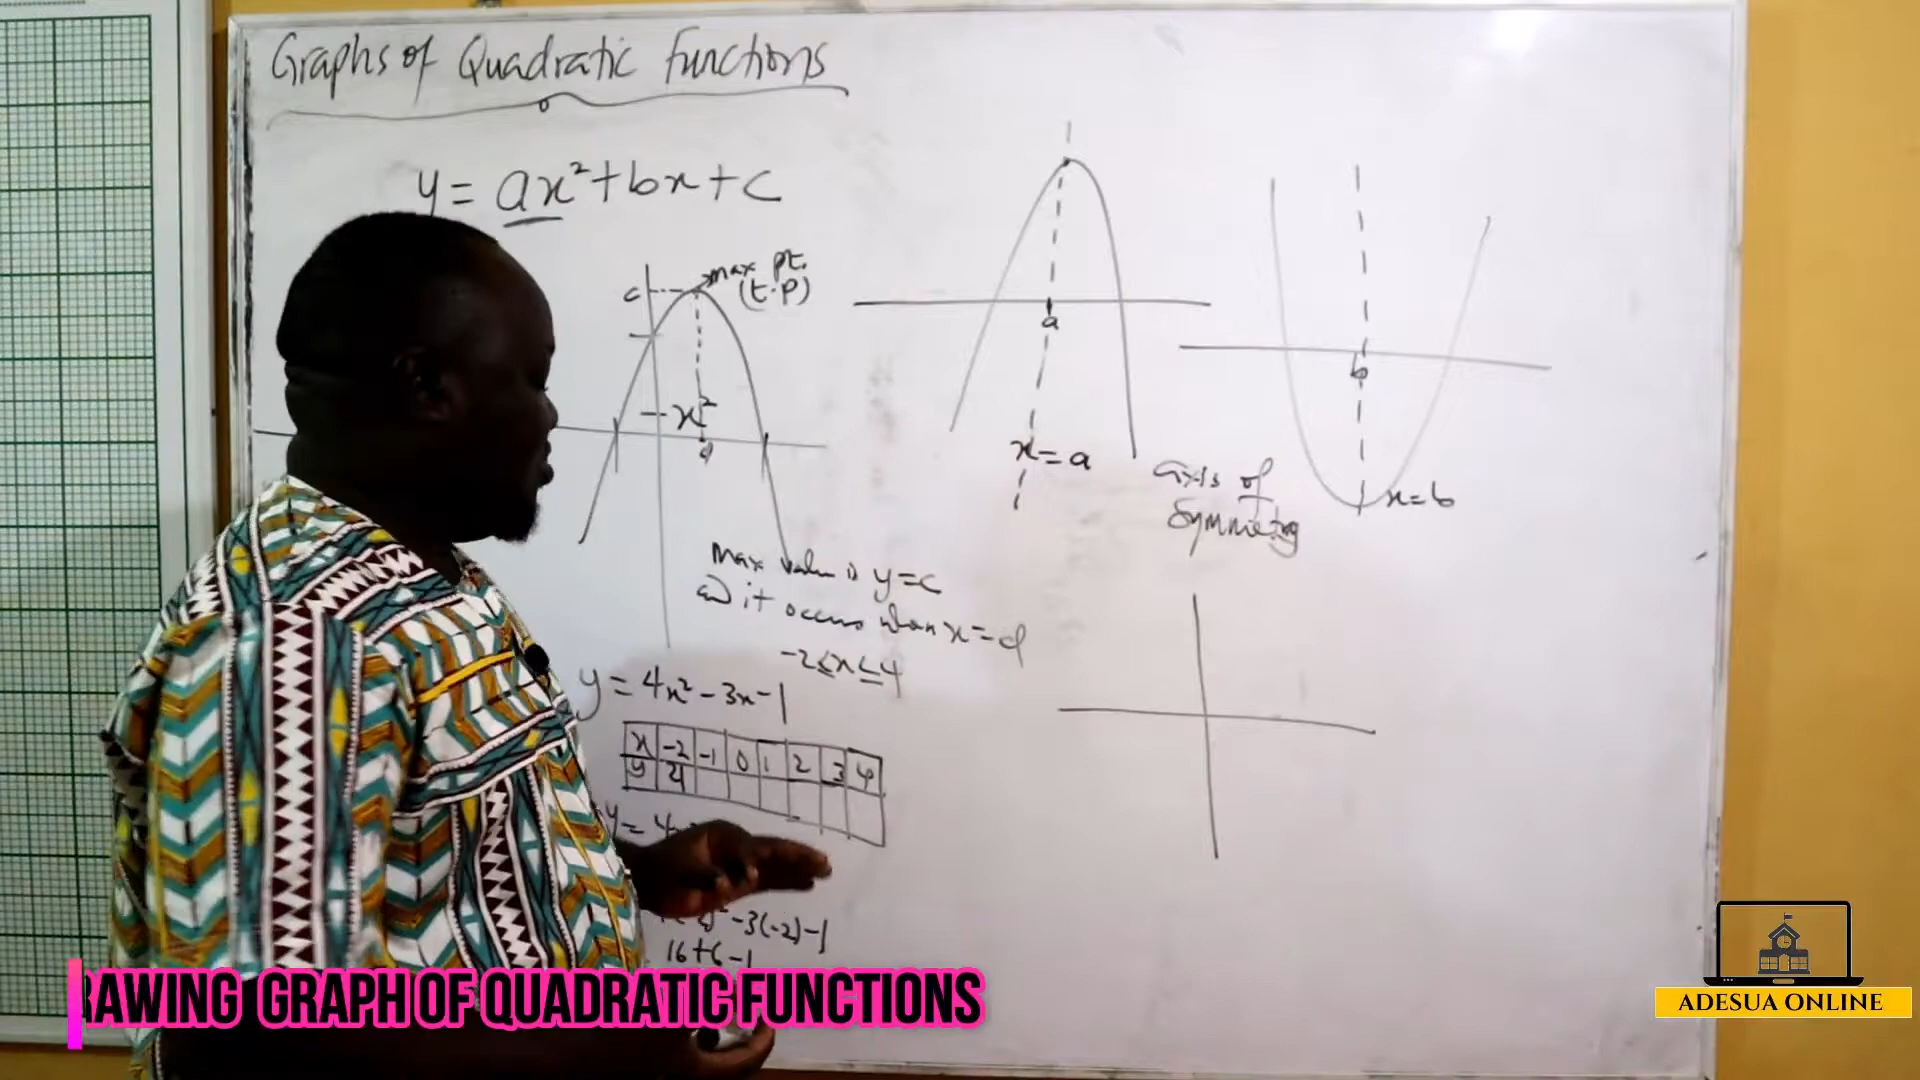 Graphs of Quadratic Functions
y = ax²+bx+c
max pt.
(t.p)
c
-x²
d
Max value is y=c
and it occurs when x=d
-2≤x≤4
y = 4x²-3x-1
x -2 -1 0 1 2 3 4
y 21
y= 4
-3(-2)-1
16+6-1
a
x=a
axis of
Symmetry
b
x=b
RAWING GRAPH OF QUADRATIC FUNCTIONS
ADESUA ONLINE